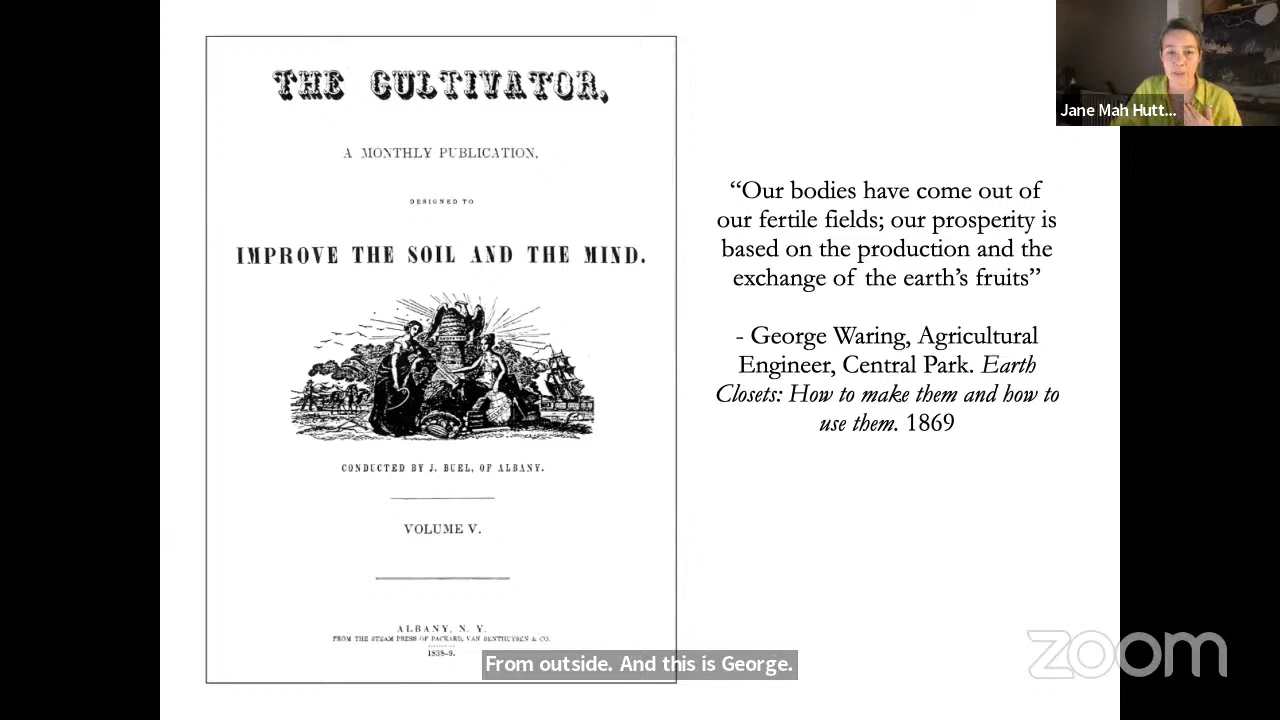 THE CULTIVATOR,
A MONTHLY PUBLICATION,
DESIGNED TO
IMPROVE THE SOIL AND THE MIND.
CONDUCTED BY J. BUEL, OF ALBANY.
VOLUME V.
ALBANY, N. Y.
FROM THE STEAM PRESS OF PACKARD, VAN BENTHUYSEN & CO.
1838-9.
“Our bodies have come out of
our fertile fields; our prosperity is
based on the production and the
exchange of the earth’s fruits”
- George Waring, Agricultural
Engineer, Central Park. Earth
Closets: How to make them and how to
use them. 1869
Jane Mah Hutt...
From outside. And this is George.
zoom